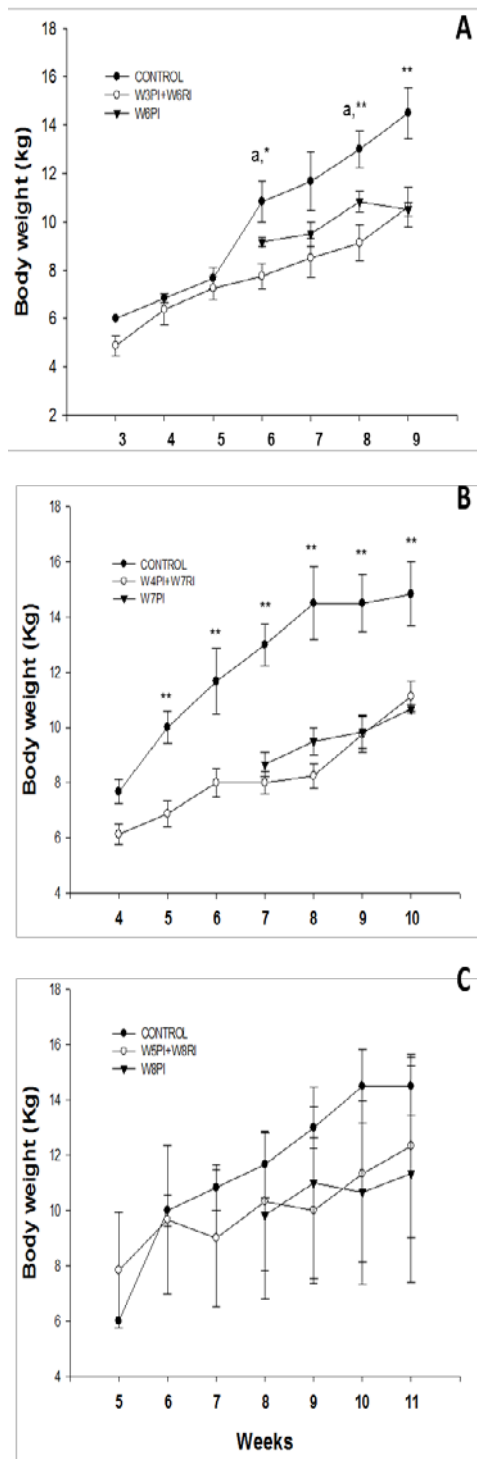 A
18
16
14
12
10
8
6
4
2
Body weight (kg)
CONTROL
W3PI+W6RI
W6PI
a,*
a,**
**
3 4 5 6 7 8 9
B
18
16
14
12
10
8
6
4
Body weight (Kg)
CONTROL
W4PI+W7RI
W7PI
**
**
**
**
**
**
4 5 6 7 8 9 10
C
18
16
14
12
10
8
6
4
Body weight (Kg)
CONTROL
W5PI+W8RI
W8PI
5 6 7 8 9 10 11
Weeks